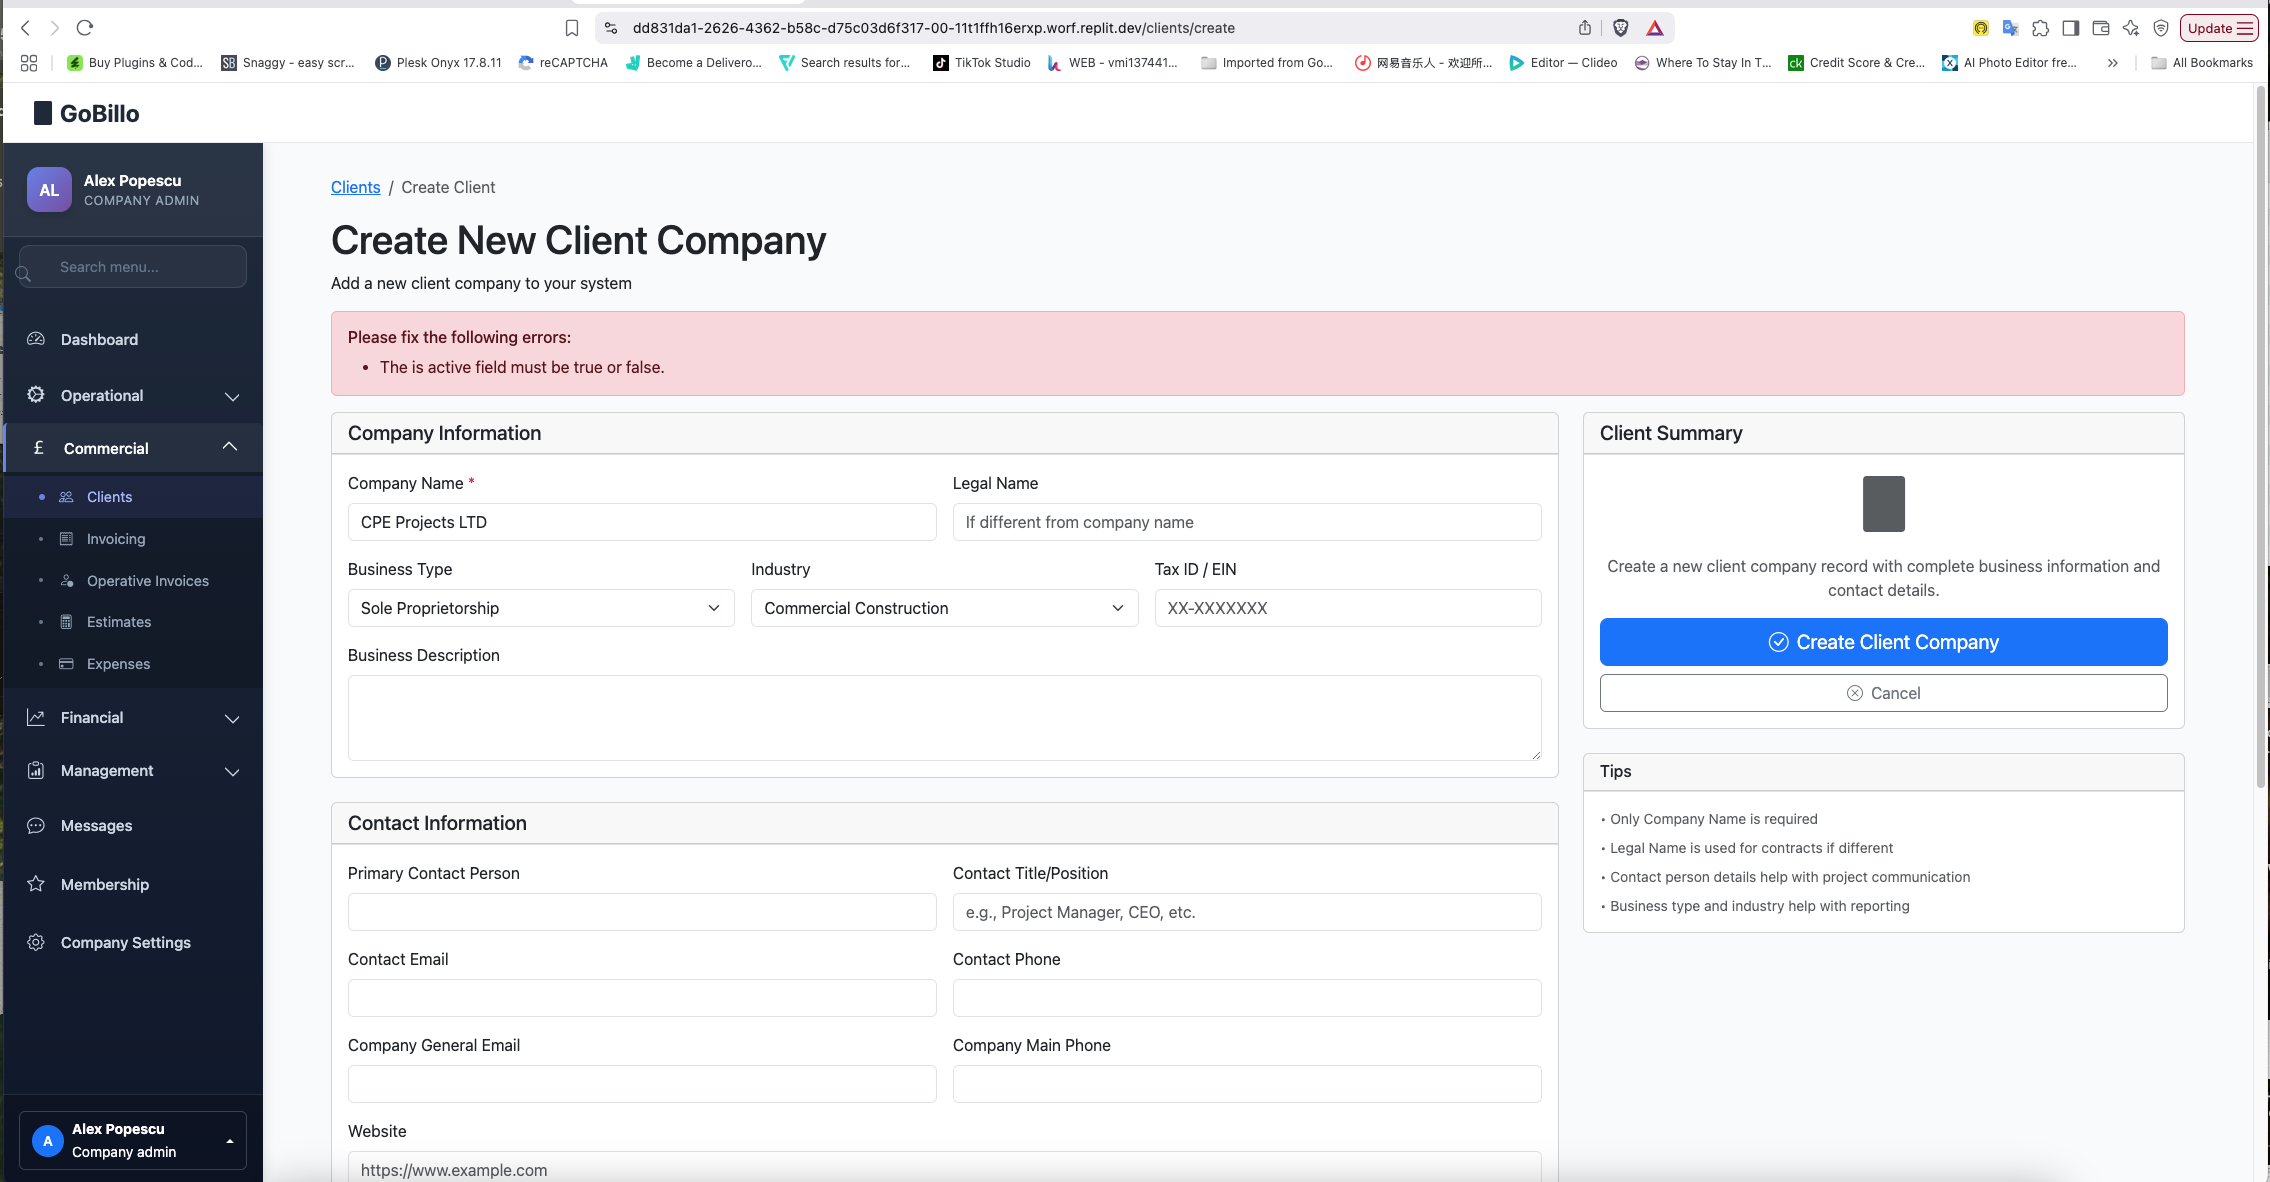 dd831da1-2626-4362-b58c-d75c03d6f317-00-11t1ffh16erxp.worf.replit.dev/clients/create
Update
Buy Plugins & Cod...
SB Snaggy - easy scr...
Plesk Onyx 17.8.11
reCAPTCHA
Become a Delivero...
Search results for...
TikTok Studio
WEB - vmi137441...
Imported from Go...
网易音乐人 - 欢迎所...
Editor — Clideo
Where To Stay In T...
ck Credit Score & Cre...
AI Photo Editor fre...
All Bookmarks
GoBillo
AL
Alex Popescu
COMPANY ADMIN
Search menu...
Dashboard
Operational
£ Commercial
Clients
Invoicing
Operative Invoices
Estimates
Expenses
Financial
Management
Messages
Membership
Company Settings
A
Alex Popescu
Company admin
Clients / Create Client
Create New Client Company
Add a new client company to your system
Please fix the following errors:
• The is active field must be true or false.
Company Information
Company Name *
CPE Projects LTD
Legal Name
If different from company name
Business Type
Sole Proprietorship
Industry
Commercial Construction
Tax ID / EIN
XX-XXXXXXX
Business Description
Contact Information
Primary Contact Person
Contact Title/Position
e.g., Project Manager, CEO, etc.
Contact Email
Contact Phone
Company General Email
Company Main Phone
Website
https://www.example.com
Client Summary
Create a new client company record with complete business information and
contact details.
Create Client Company
Cancel
Tips
• Only Company Name is required
• Legal Name is used for contracts if different
• Contact person details help with project communication
• Business type and industry help with reporting